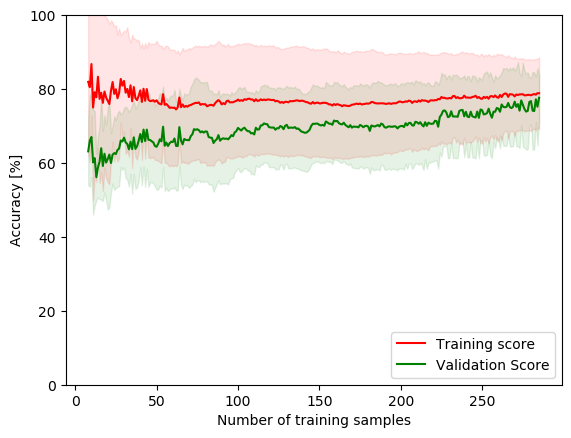 100
80
60
40
20
0
Accuracy [%]
0 50 100 150 200 250
Number of training samples
Training score
Validation Score